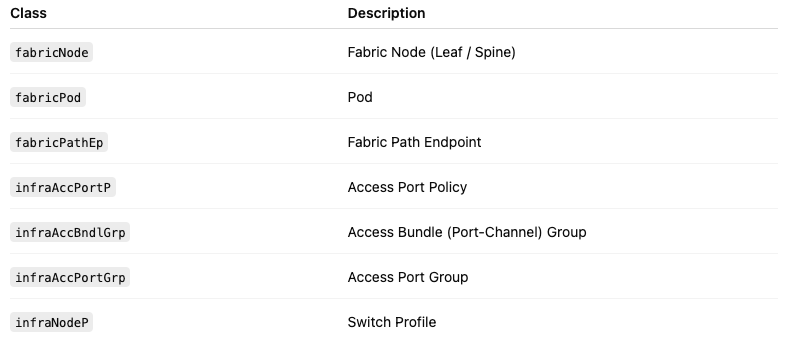 Class Description
fabricNode Fabric Node (Leaf / Spine)
fabricPod Pod
fabricPathEp Fabric Path Endpoint
infraAccPortP Access Port Policy
infraAccBndlGrp Access Bundle (Port-Channel) Group
infraAccPortGrp Access Port Group
infraNodeP Switch Profile